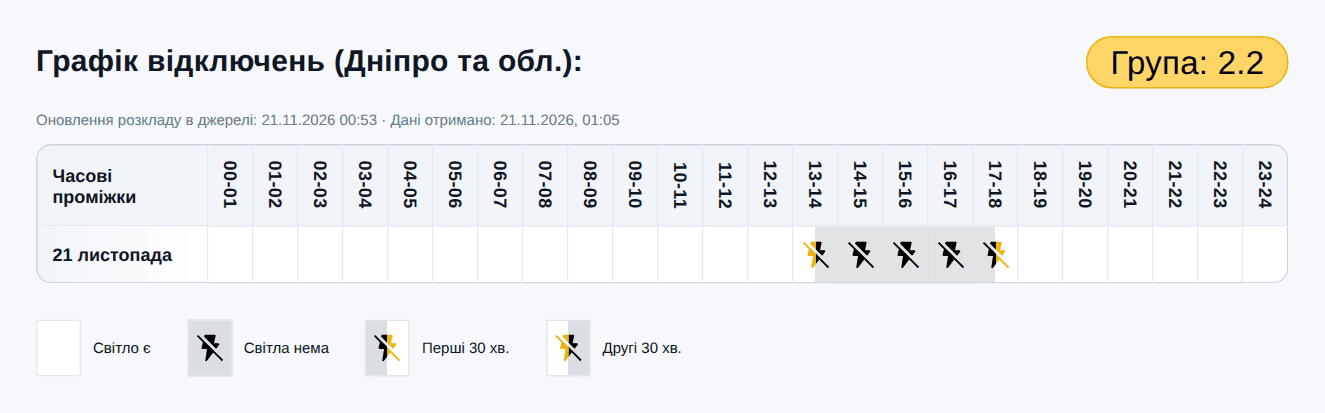 Графік відключень (Дніпро та обл.):
Група: 2.2
Оновлення розкладу в джерелі: 21.11.2026 00:53 · Дані отримано: 21.11.2026, 01:05
Часові
проміжки
00-01
01-02
02-03
03-04
04-05
05-06
06-07
07-08
08-09
09-10
10-11
11-12
12-13
13-14
14-15
15-16
16-17
17-18
18-19
19-20
20-21
21-22
22-23
23-24
21 листопада
Світло є
Світла нема
Перші 30 хв.
Другі 30 хв.